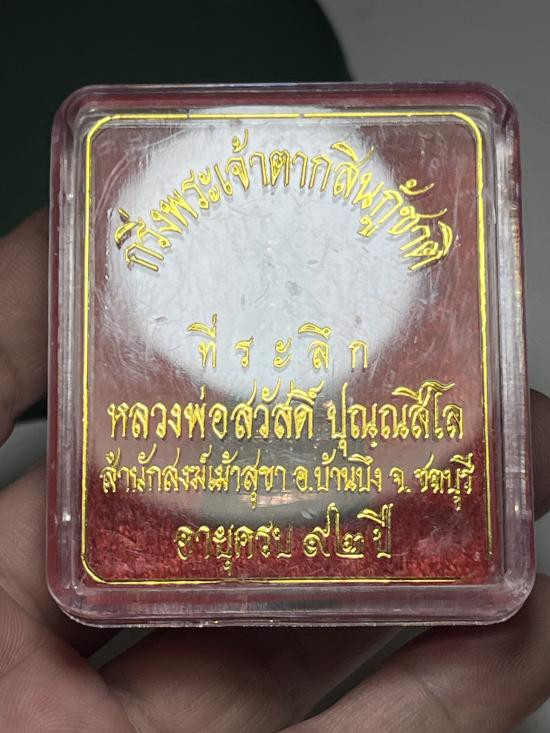 กริ่งพระเจ้าตากสินกู้ชาติ
ที่ระลึก
หลวงพ่อสวัสดิ์ ปุณฺณสีโล
สำนักสงฆ์เม้าสุขา อ.บ้านบึง จ.ชลบุรี
อายุครบ ๙๒ ปี